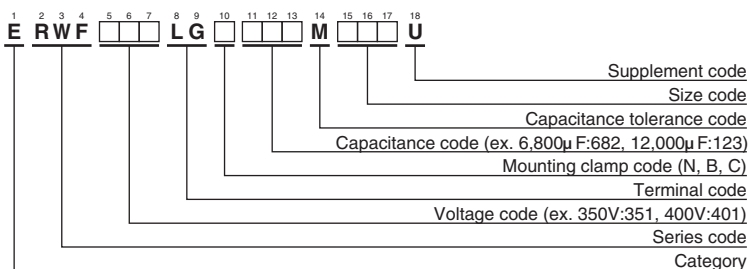 1 2 3 4 5 6 7 8 9 10 11 12 13 14 15 16 17 18
E R W F □ □ □ L G □ □ □ □ M □ □ □ U
Supplement code
Size code
Capacitance tolerance code
Capacitance code (ex. 6,800μF:682, 12,000μF:123)
Mounting clamp code (N, B, C)
Terminal code
Voltage code (ex. 350V:351, 400V:401)
Series code
Category